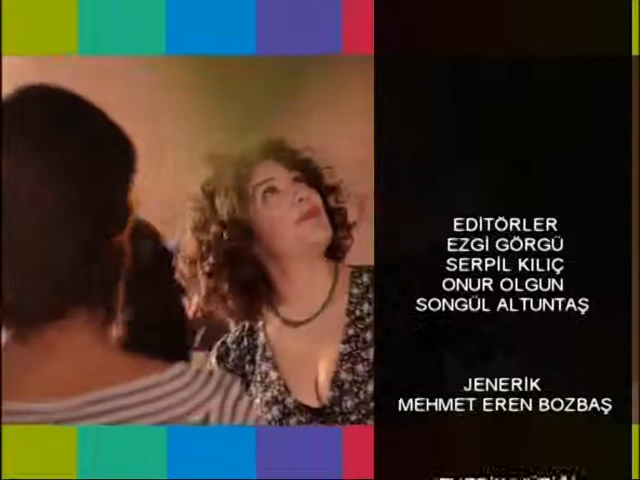 EDİTÖRLER
EZGİ GÖRGÜ
SERPİL KILIÇ
ONUR OLGUN
SONGÜL ALTUNTAŞ
JENERİK
MEHMET EREN BOZBAŞ